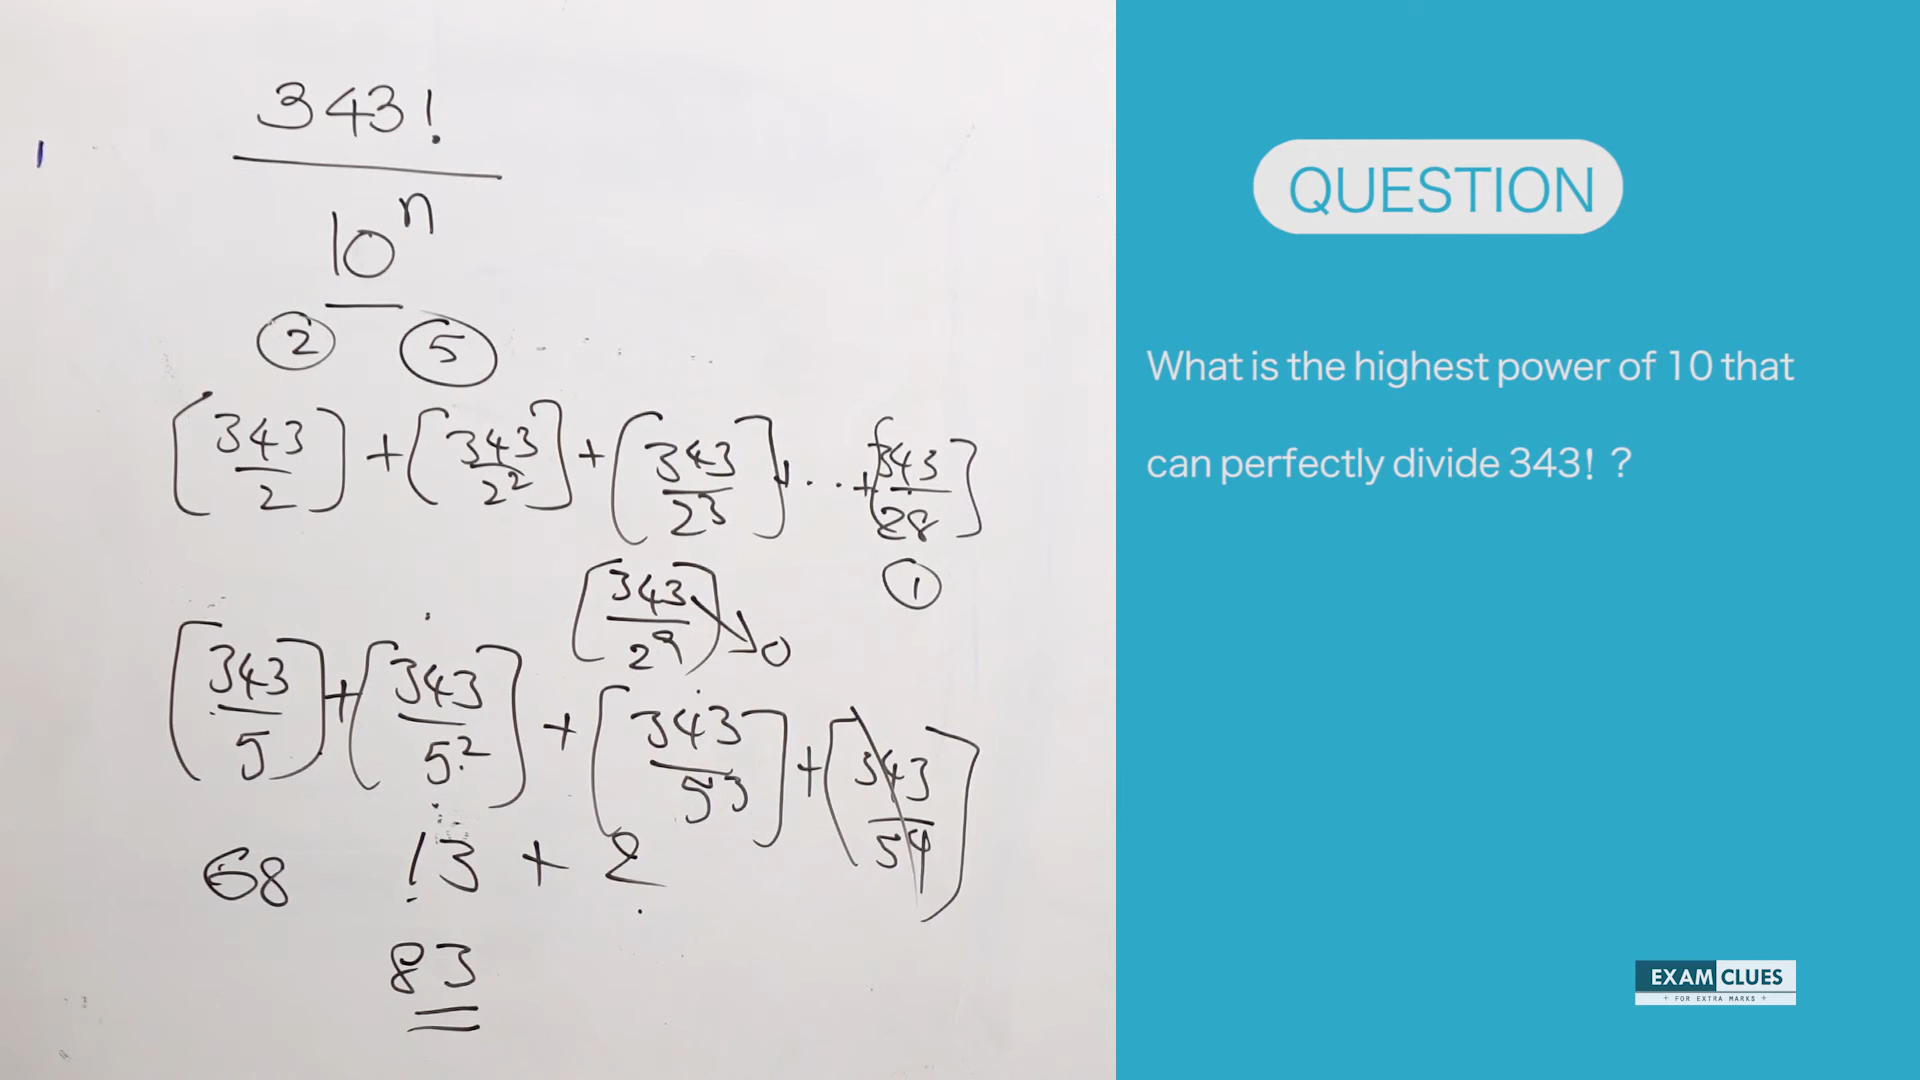 343!
10ⁿ
2 5
[343/2] + [343/2²] + [343/2³] + . . + [343/2⁸]
1
[343/2⁹] → 0
[343/5] + [343/5²] + [343/5³] + [343/5⁴]
68 13 + 2
83
QUESTION
What is the highest power of 10 that
can perfectly divide 343! ?
EXAM CLUES
+ FOR EXTRA MARKS +